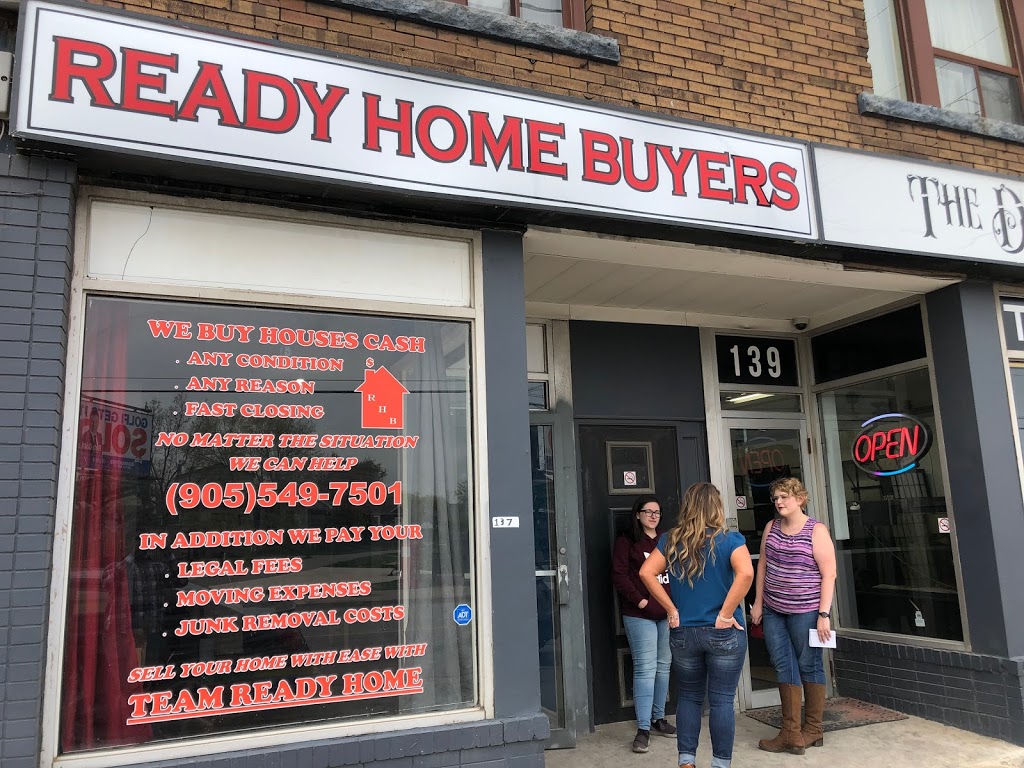 READY HOME BUYERS
THE D
WE BUY HOUSES CASH
. ANY CONDITION
. ANY REASON
. FAST CLOSING
$
R
H
B
NO MATTER THE SITUATION
WE CAN HELP
(905)549-7501
IN ADDITION WE PAY YOUR
. LEGAL FEES
. MOVING EXPENSES
. JUNK REMOVAL COSTS
SELL YOUR HOME WITH EASE WITH
TEAM READY HOME
ADT
137
139
OPEN
OPEN
T